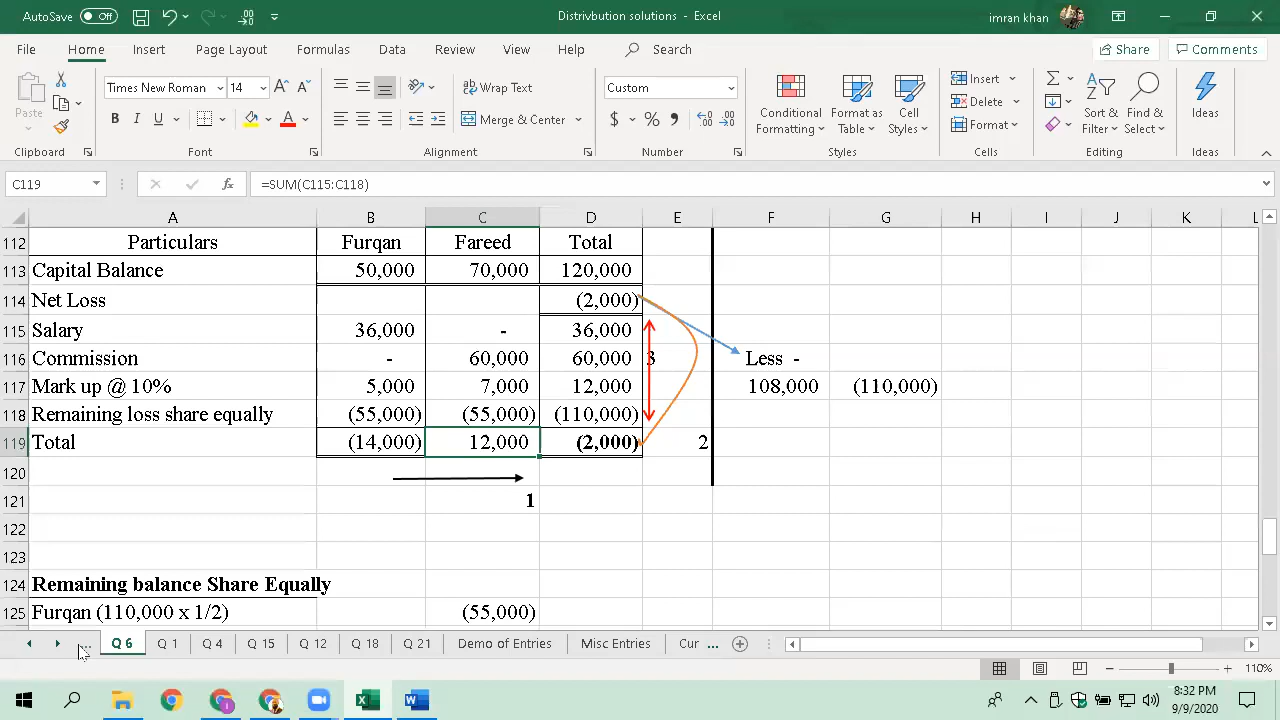 AutoSave Off Distrivbution solutions - Excel imran khan
File Home Insert Page Layout Formulas Data Review View Help Search Share Comments
Paste Times New Roman 14 A A Wrap Text Custom Conditional Formatting Format as Table Cell Styles Insert Σ Sort & Filter Find & Select Ideas
B I U A Merge & Center $ % Delete
Format
Clipboard Font Alignment Number Styles Cells Editing Ideas
C119 fx =SUM(C115:C118)
A B C D E F G H I J K L
112 Particulars Furqan Fareed Total
113 Capital Balance 50,000 70,000 120,000
114 Net Loss (2,000)
115 Salary 36,000 - 36,000
116 Commission - 60,000 60,000 3 Less -
117 Mark up @ 10% 5,000 7,000 12,000 108,000 (110,000)
118 Remaining loss share equally (55,000) (55,000) (110,000)
119 Total (14,000) 12,000 (2,000) 2
120
121 1
122
123
124 Remaining balance Share Equally
125 Furqan (110,000 x 1/2) (55,000)
... Q 6 Q 1 Q 4 Q 15 Q 12 Q 18 Q 21 Demo of Entries Misc Entries Cur ...
110%
8:32 PM
9/9/2020